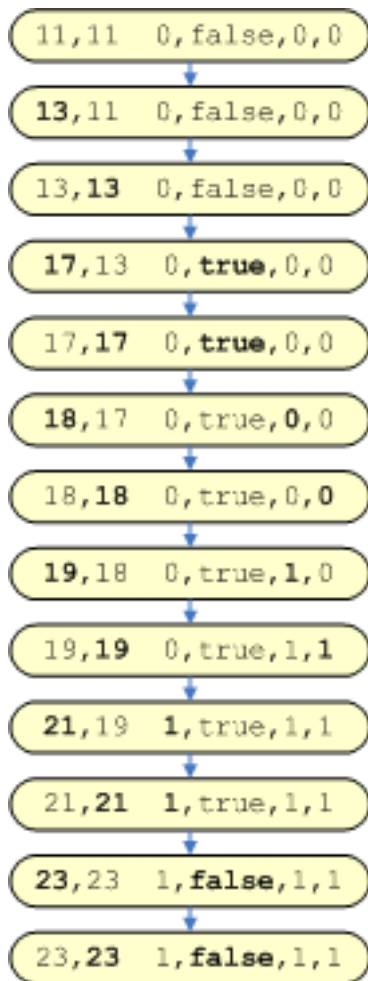 11,11 0,false,0,0
13,11 0,false,0,0
13,13 0,false,0,0
17,13 0,true,0,0
17,17 0,true,0,0
18,17 0,true,0,0
18,18 0,true,0,0
19,18 0,true,1,0
19,19 0,true,1,1
21,19 1,true,1,1
21,21 1,true,1,1
23,23 1,false,1,1
23,23 1,false,1,1